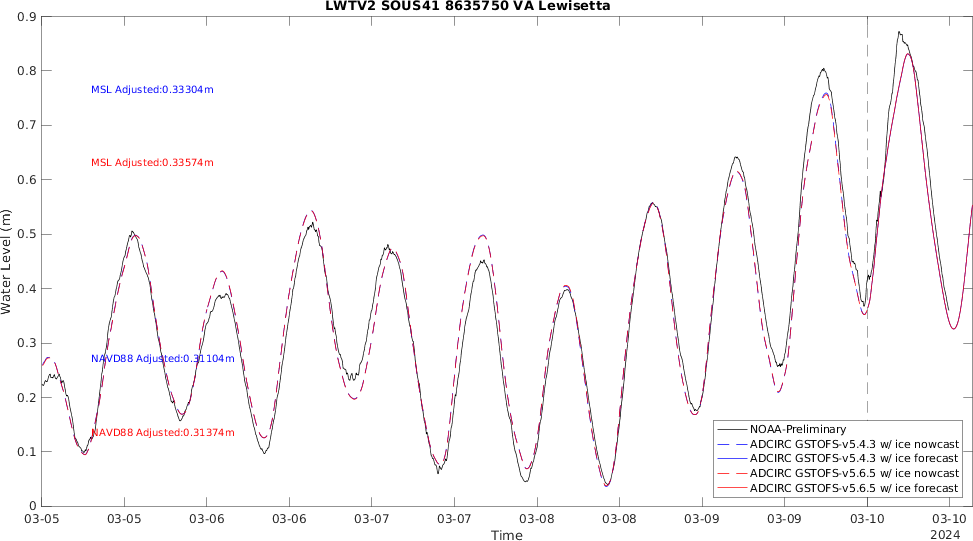 LWTV2 SOUS41 8635750 VA Lewisetta
0.9
0.8
0.7
0.6
0.5
0.4
0.3
0.2
0.1
0
Water Level (m)
MSL Adjusted:0.33304m
MSL Adjusted:0.33574m
NAVD88 Adjusted:0.31104m
NAVD88 Adjusted:0.31374m
NOAA-Preliminary
ADCIRC GSTOFS-v5.4.3 w/ ice nowcast
ADCIRC GSTOFS-v5.4.3 w/ ice forecast
ADCIRC GSTOFS-v5.6.5 w/ ice nowcast
ADCIRC GSTOFS-v5.6.5 w/ ice forecast
03-05 03-05 03-06 03-06 03-07 03-07 03-08 03-08 03-09 03-09 03-10 03-10
2024
Time